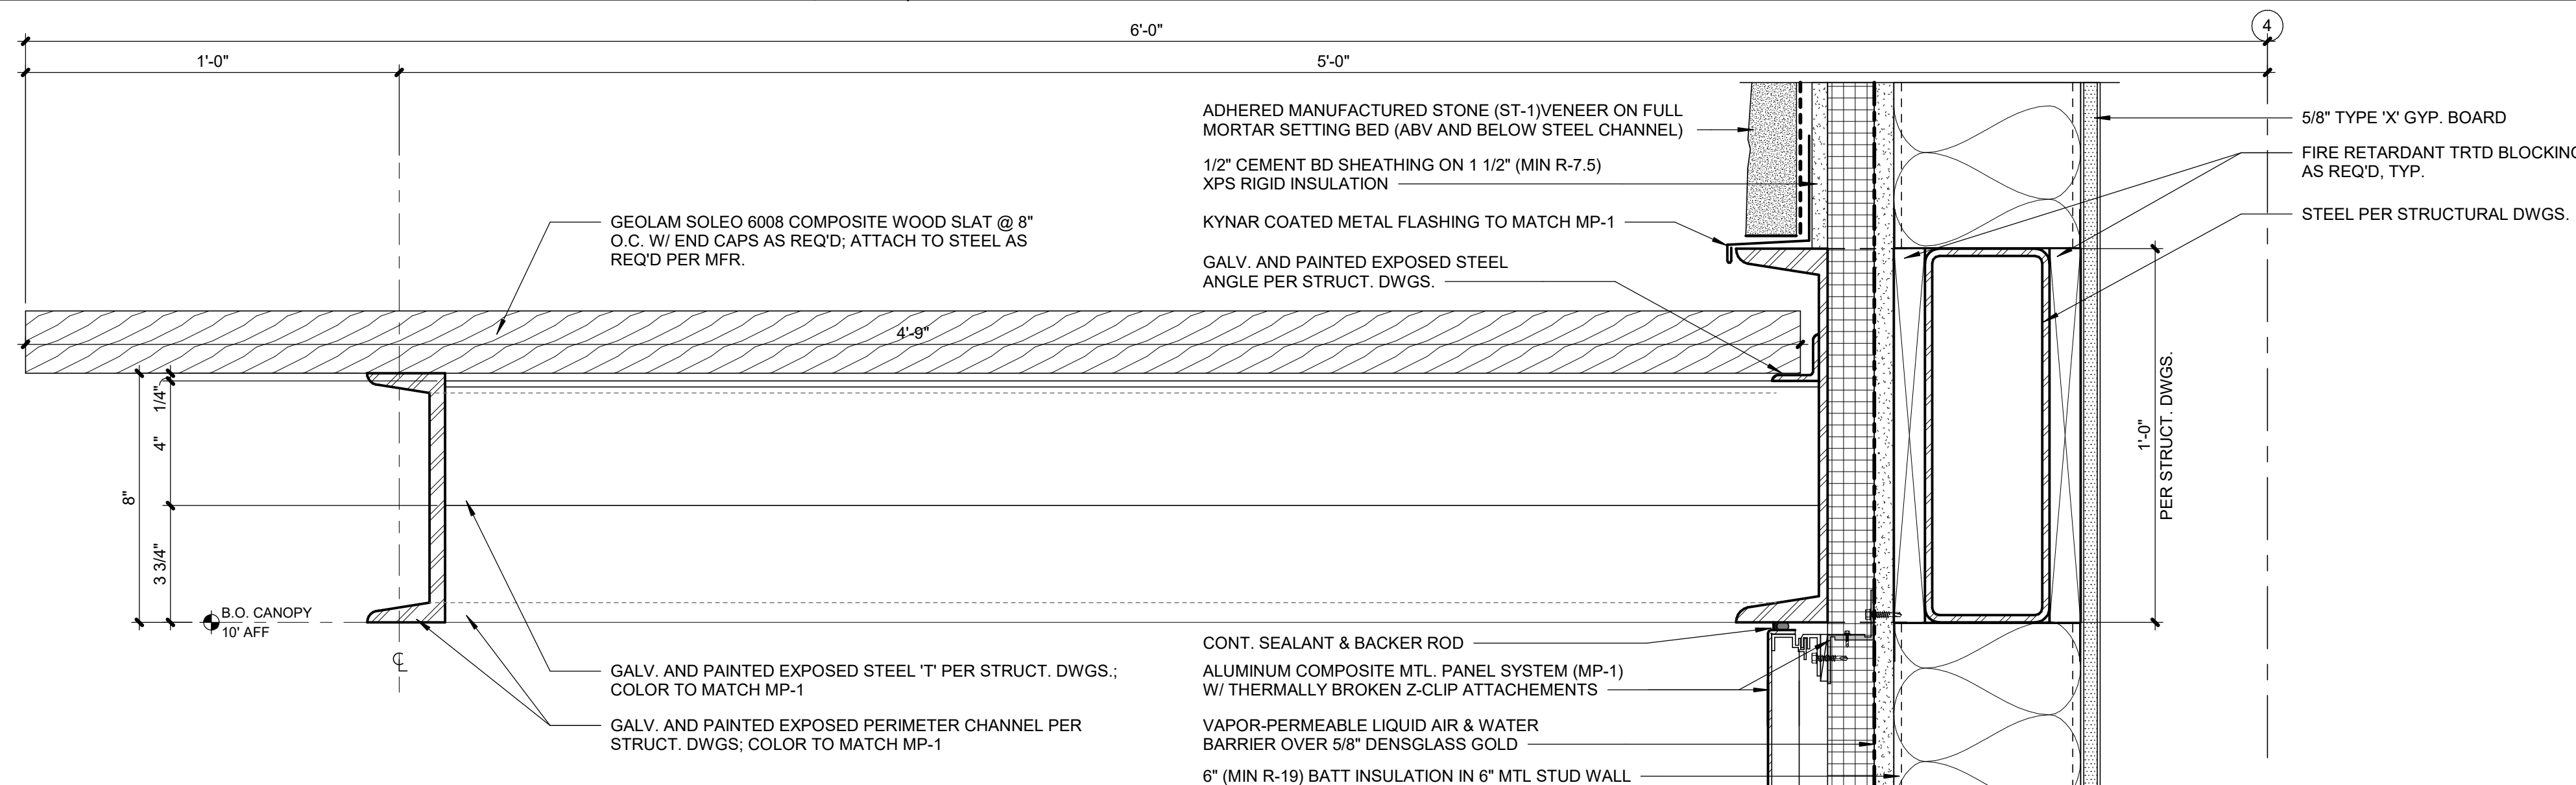 6'-0"
4
1'-0"
5'-0"
ADHERED MANUFACTURED STONE (ST-1)VENEER ON FULL
MORTAR SETTING BED (ABV AND BELOW STEEL CHANNEL)
1/2" CEMENT BD SHEATHING ON 1 1/2" (MIN R-7.5)
XPS RIGID INSULATION
KYNAR COATED METAL FLASHING TO MATCH MP-1
GALV. AND PAINTED EXPOSED STEEL
ANGLE PER STRUCT. DWGS.
5/8" TYPE 'X' GYP. BOARD
FIRE RETARDANT TRTD BLOCKING
AS REQ'D, TYP.
STEEL PER STRUCTURAL DWGS.
GEOLAM SOLEO 6008 COMPOSITE WOOD SLAT @ 8"
O.C. W/ END CAPS AS REQ'D; ATTACH TO STEEL AS
REQ'D PER MFR.
4'-9"
1/4"
4"
8"
3 3/4"
1'-0"
PER STRUCT. DWGS.
B.O. CANOPY
10' AFF
CL
GALV. AND PAINTED EXPOSED STEEL 'T' PER STRUCT. DWGS.;
COLOR TO MATCH MP-1
GALV. AND PAINTED EXPOSED PERIMETER CHANNEL PER
STRUCT. DWGS; COLOR TO MATCH MP-1
CONT. SEALANT & BACKER ROD
ALUMINUM COMPOSITE MTL. PANEL SYSTEM (MP-1)
W/ THERMALLY BROKEN Z-CLIP ATTACHEMENTS
VAPOR-PERMEABLE LIQUID AIR & WATER
BARRIER OVER 5/8" DENSGLASS GOLD
6" (MIN R-19) BATT INSULATION IN 6" MTL STUD WALL